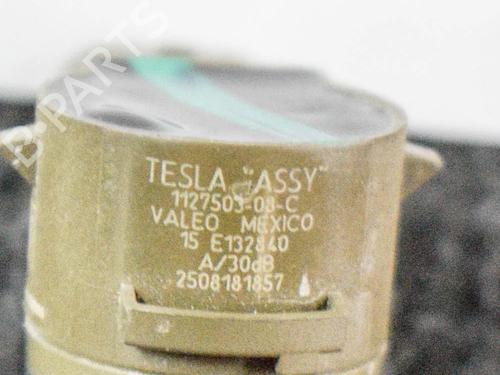 B-PARTS
TESLA "ASSY"
1127503-08-C
VALEO MEXICO
15 E132840
A/30dB
2508181857